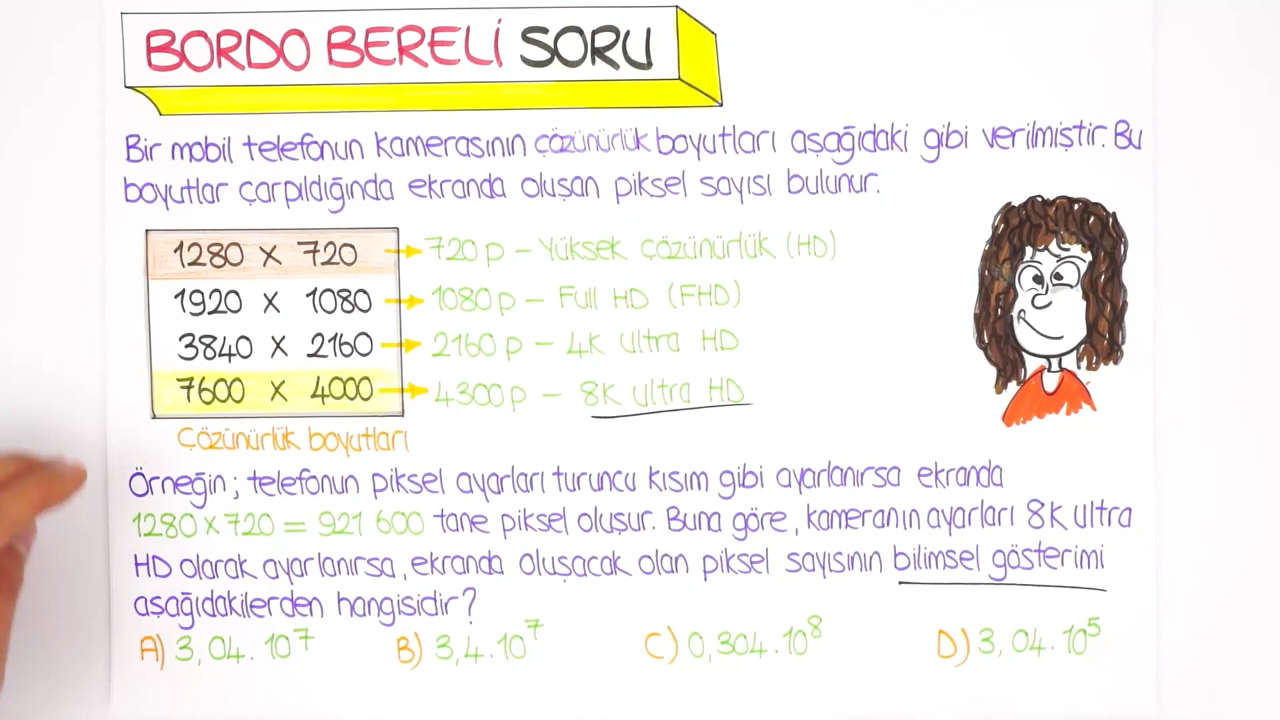 BORDO BERELİ SORU
Bir mobil telefonun kamerasının çözünürlük boyutları aşağıdaki gibi verilmiştir. Bu
boyutlar çarpıldığında ekranda oluşan piksel sayısı bulunur.
1280 x 720 → 720 p – Yüksek çözünürlük (HD)
1920 x 1080 → 1080 p – Full HD (FHD)
3840 x 2160 → 2160 p – 4K Ultra HD
7600 x 4000 → 4300 p – 8K ultra HD
Çözünürlük boyutları
Örneğin; telefonun piksel ayarları turuncu kısım gibi ayarlanırsa ekranda
1280 x 720 = 921 600 tane piksel oluşur. Buna göre, kameranın ayarları 8K ultra
HD olarak ayarlanırsa, ekranda oluşacak olan piksel sayısının bilimsel gösterimi
aşağıdakilerden hangisidir?
A) 3,04.10⁷ B) 3,4.10⁷ C) 0,304.10⁸ D) 3,04.10⁵